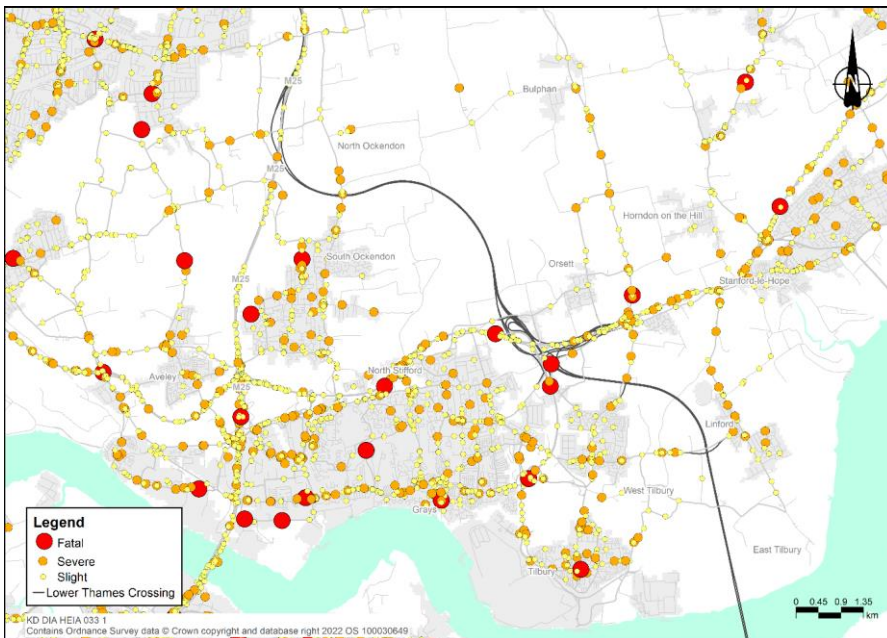 M25
N
Bulphan
North Ockendon
M25
Horndon on the Hill
South Ockendon
Orsett
M25
Stanford-le-Hope
North Stifford
Aveley
M25
Linford
West Tilbury
Grays
East Tilbury
Tilbury
Legend
Fatal
Severe
Slight
Lower Thames Crossing
0 0.45 0.9 1.35
km
KD DIA HEIA 033 1
Contains Ordnance Survey data © Crown copyright and database right 2022 OS 100030649